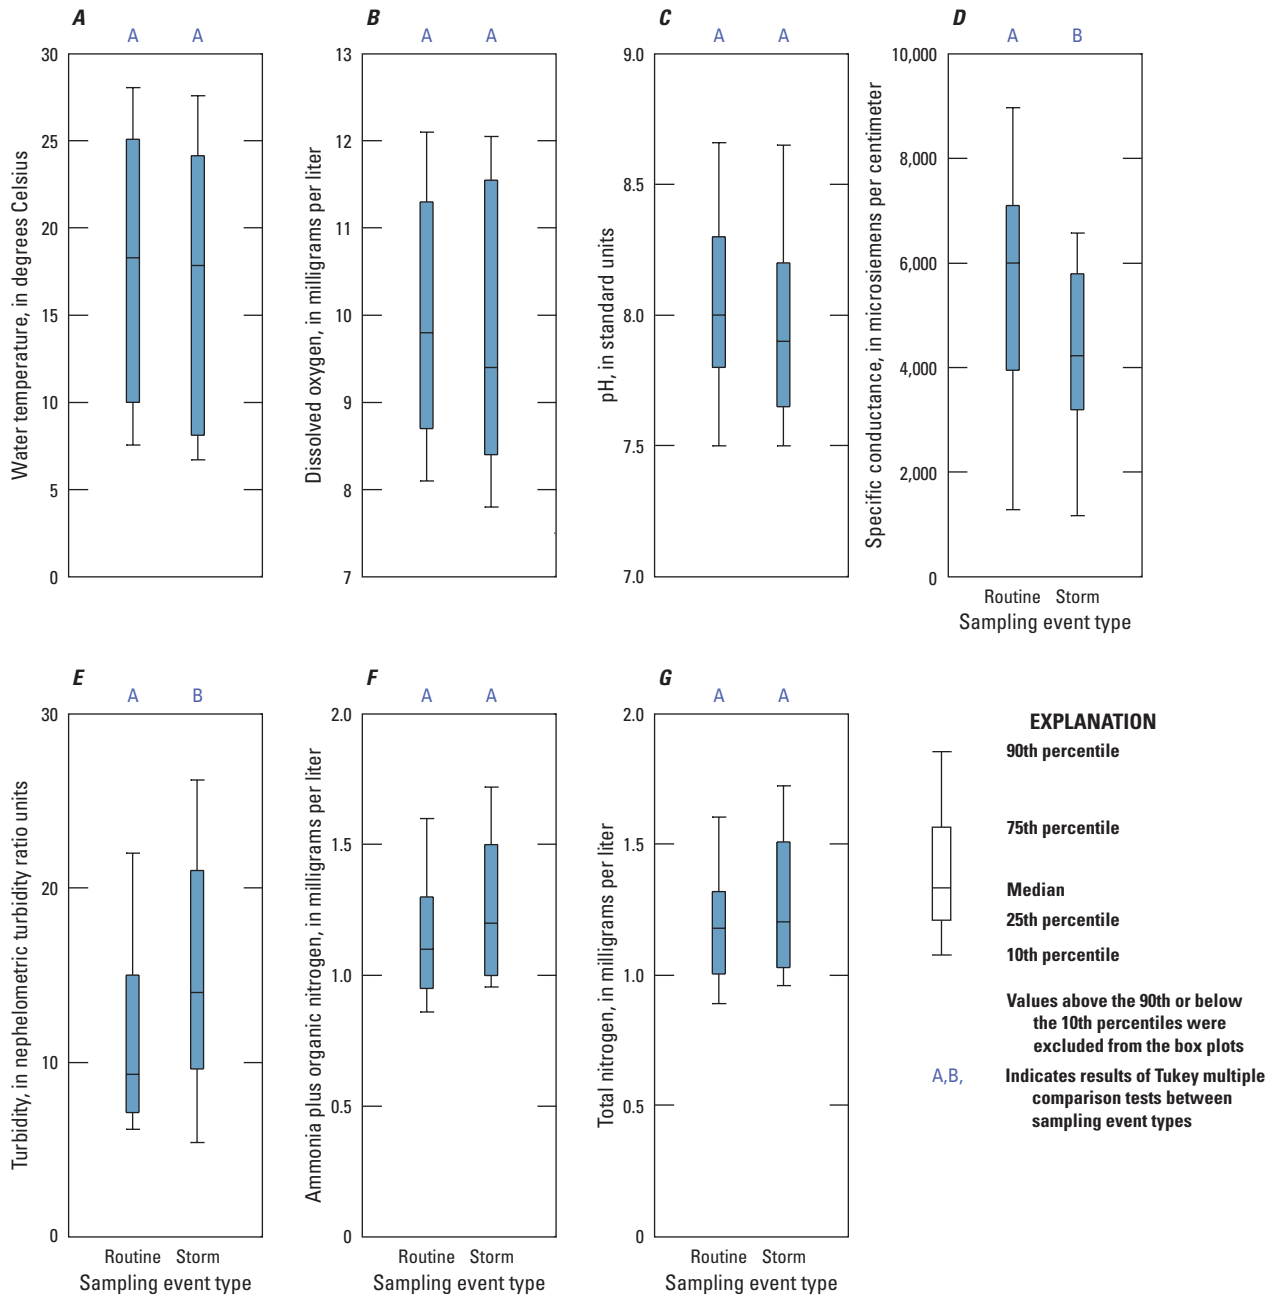 A
A A
30
25
20
15
10
5
0
Water temperature, in degrees Celsius
B
A A
13
12
11
10
9
8
7
Dissolved oxygen, in milligrams per liter
C
A A
9.0
8.5
8.0
7.5
7.0
pH, in standard units
D
A B
10,000
8,000
6,000
4,000
2,000
0
Specific conductance, in microsiemens per centimeter
Routine Storm
Sampling event type
E
A B
30
20
10
0
Turbidity, in nephelometric turbidity ratio units
Routine Storm
Sampling event type
F
A A
2.0
1.5
1.0
0.5
0
Ammonia plus organic nitrogen, in milligrams per liter
G
A A
2.0
1.5
1.0
0.5
0
Total nitrogen, in milligrams per liter
Routine Storm
Sampling event type
EXPLANATION
90th percentile
75th percentile
Median
25th percentile
10th percentile
Values above the 90th or below
the 10th percentiles were
excluded from the box plots
A,B, Indicates results of Tukey multiple
comparison tests between
sampling event types